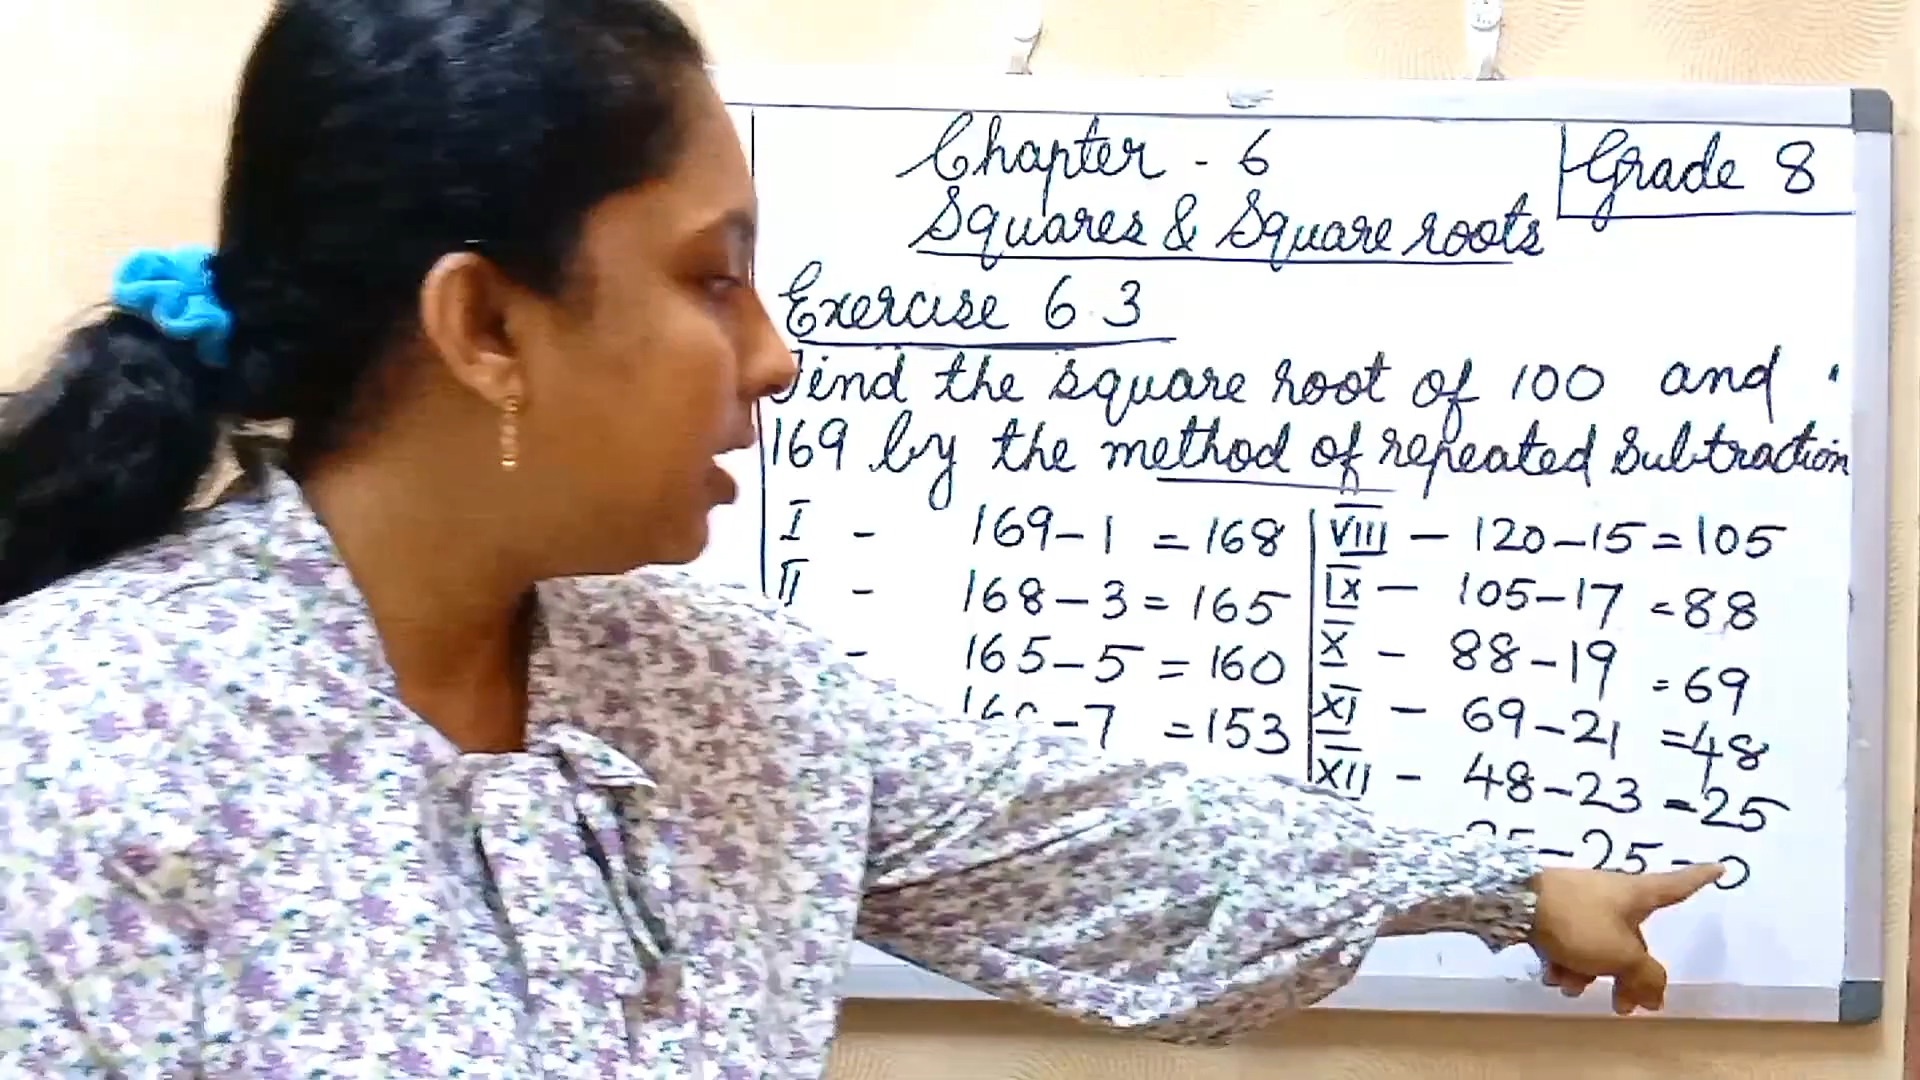 Chapter - 6
Grade 8
Squares & Square roots
Exercise 6.3
Find the square root of 100 and
169 by the method of repeated Subtraction
I - 169-1 = 168
II - 168-3 = 165
- 165-5 = 160
-7 = 153
VIII - 120-15 = 105
IX - 105-17 = 88
X - 88-19 = 69
XI - 69-21 = 48
XII - 48-23 = 25
-25 = 0